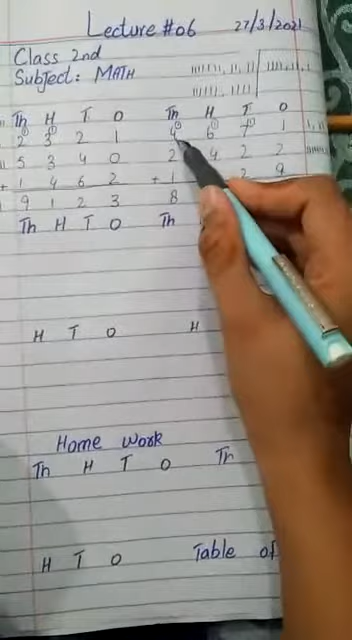 Lecture #06 27/3/2021
Class 2nd
Subject: MATH
Th H T O Th H T O
2 3 2 1 4 6 7 1
5 3 4 0 2 4 2 2
+ 1 4 6 2 + 1 2 9
9 1 2 3 8
Th H T O Th
H T O H
Home work
Th H T O Th
H T O Table of